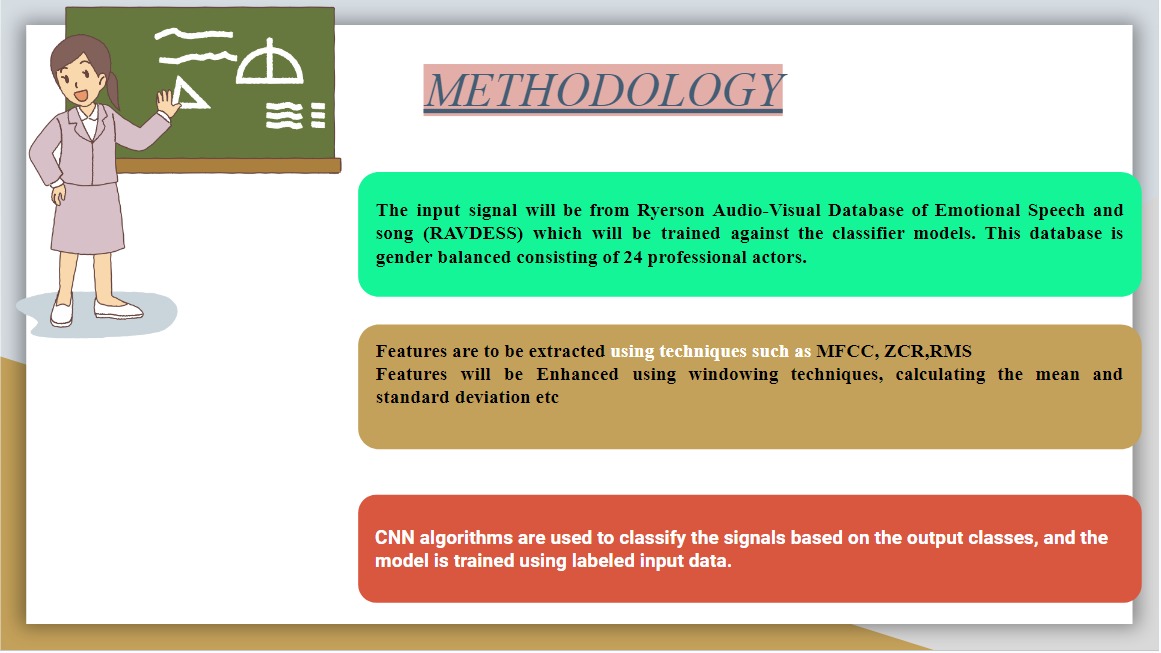 METHODOLOGY
The input signal will be from Ryerson Audio-Visual Database of Emotional Speech and
song (RAVDESS) which will be trained against the classifier models. This database is
gender balanced consisting of 24 professional actors.
Features are to be extracted using techniques such as MFCC, ZCR,RMS
Features will be Enhanced using windowing techniques, calculating the mean and
standard deviation etc
CNN algorithms are used to classify the signals based on the output classes, and the
model is trained using labeled input data.